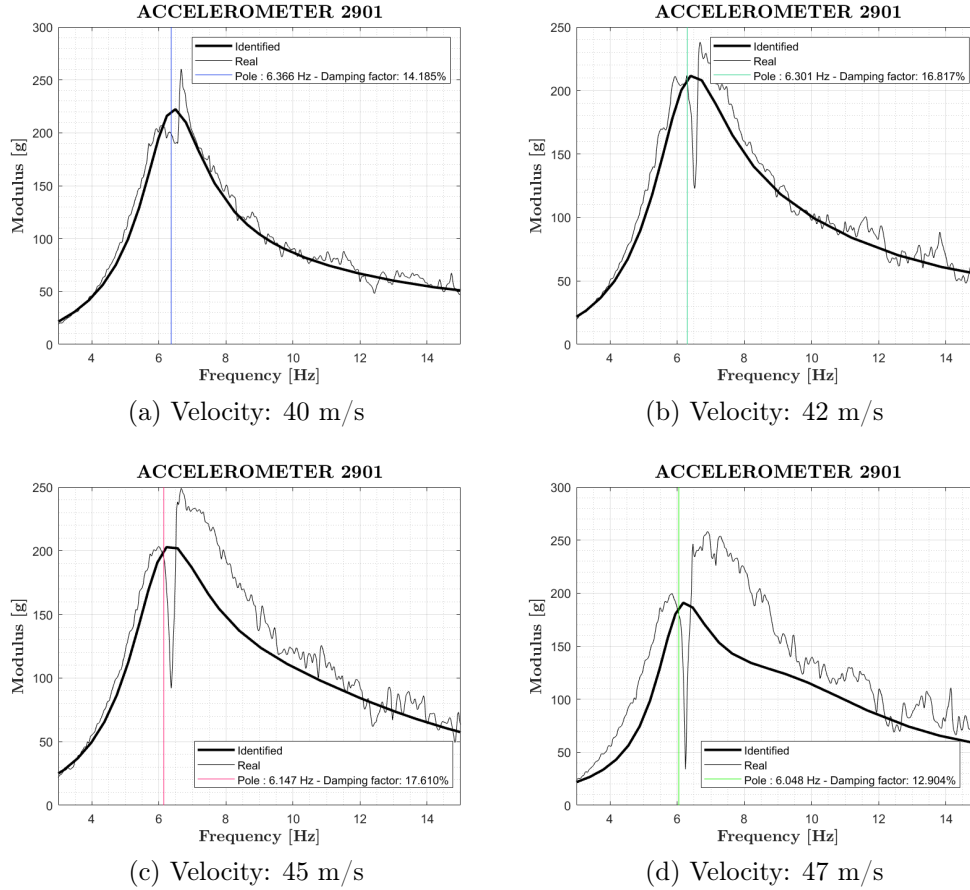 ACCELEROMETER 2901
300
250
200
150
100
50
0
Modulus [g]
Identified
Real
Pole : 6.366 Hz - Damping factor: 14.185%
4 6 8 10 12 14
Frequency [Hz]
(a) Velocity: 40 m/s
ACCELEROMETER 2901
250
200
150
100
50
0
Modulus [g]
Identified
Real
Pole : 6.301 Hz - Damping factor: 16.817%
4 6 8 10 12 14
Frequency [Hz]
(b) Velocity: 42 m/s
ACCELEROMETER 2901
250
200
150
100
50
0
Modulus [g]
Identified
Real
Pole : 6.147 Hz - Damping factor: 17.610%
4 6 8 10 12 14
Frequency [Hz]
(c) Velocity: 45 m/s
ACCELEROMETER 2901
300
250
200
150
100
50
0
Modulus [g]
Identified
Real
Pole : 6.048 Hz - Damping factor: 12.904%
4 6 8 10 12 14
Frequency [Hz]
(d) Velocity: 47 m/s